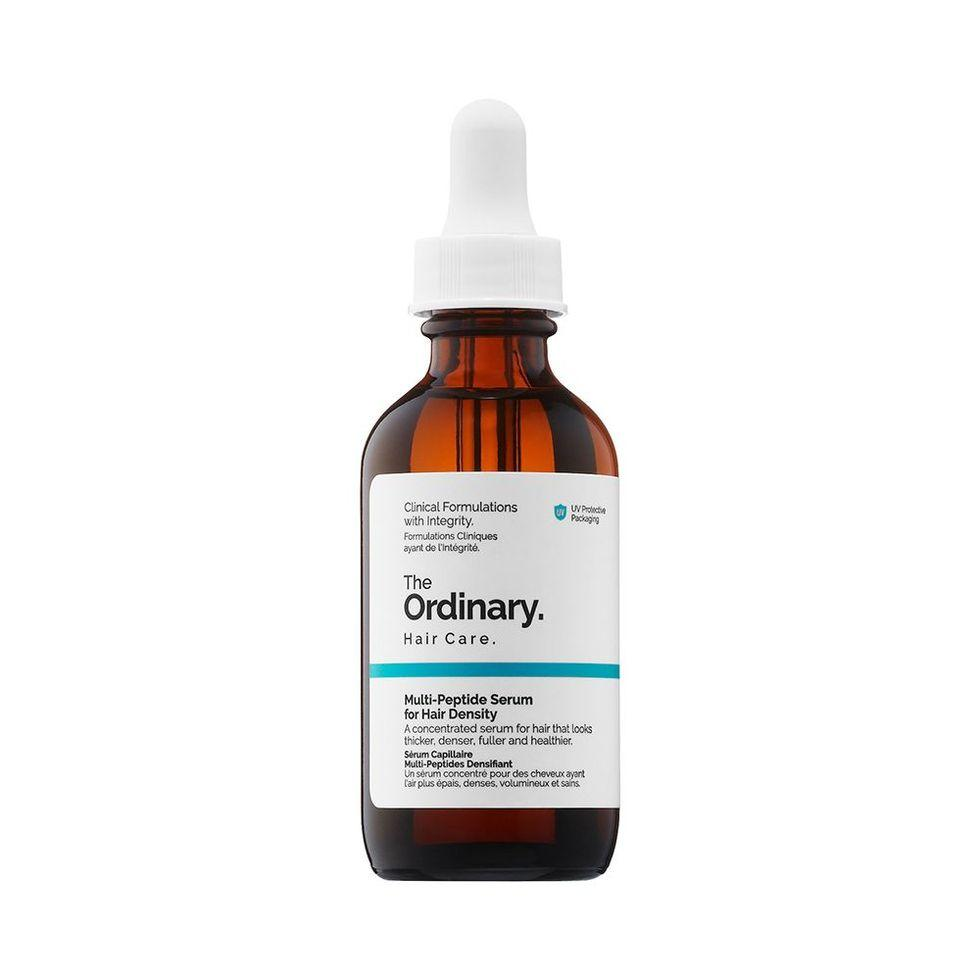 Clinical Formulations
with Integrity.
Formulations Cliniques
ayant de l'Intégrité.
UV
UV Protective
Packaging
The
Ordinary.
Hair Care.
Multi-Peptide Serum
for Hair Density
A concentrated serum for hair that looks
thicker, denser, fuller and healthier.
Sérum Capillaire
Multi-Peptides Densifiant
Un sérum concentré pour des cheveux ayant
l'air plus épais, denses, volumineux et sains.